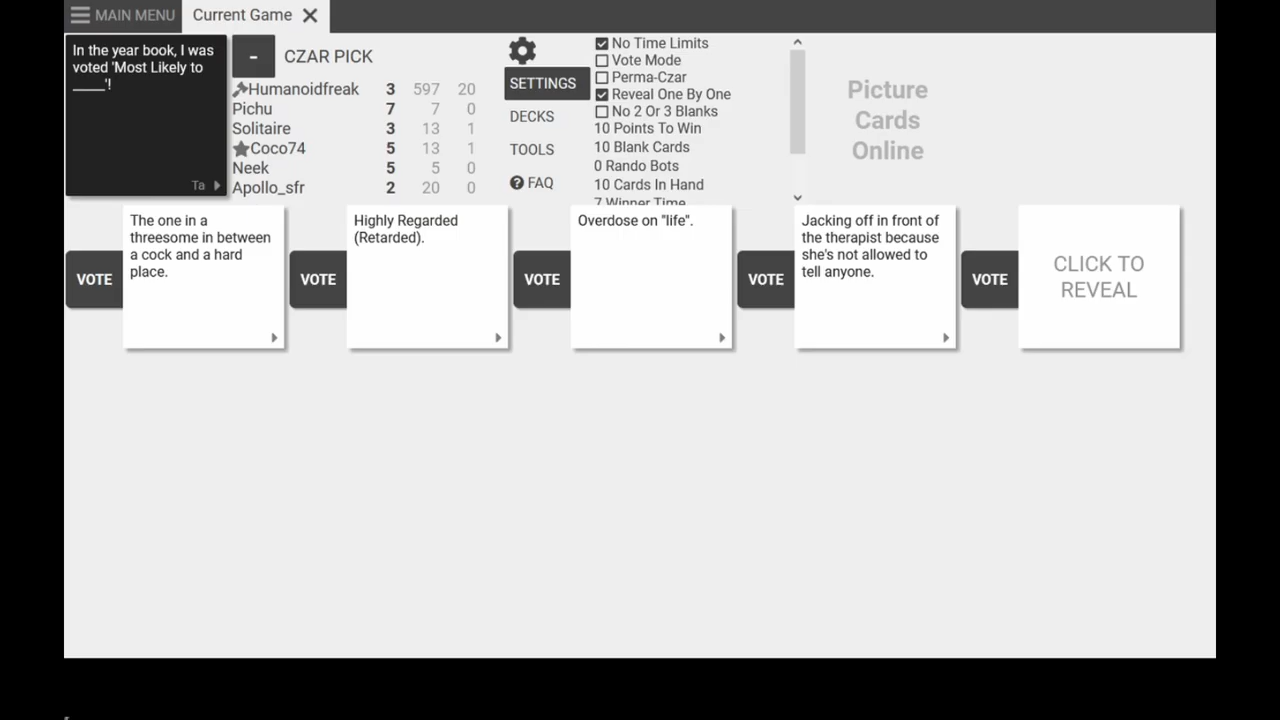 MAIN MENU
Current Game
In the year book, I was
voted 'Most Likely to
_____'!
Ta
-
CZAR PICK
Humanoidfreak 3 597 20
Pichu 7 7 0
Solitaire 3 13 1
Coco74 5 13 1
Neek 5 5 0
Apollo_sfr 2 20 0
SETTINGS
DECKS
TOOLS
FAQ
No Time Limits
Vote Mode
Perma-Czar
Reveal One By One
No 2 Or 3 Blanks
10 Points To Win
10 Blank Cards
0 Rando Bots
10 Cards In Hand
7 Winner Time
Picture
Cards
Online
VOTE
The one in a
threesome in between
a cock and a hard
place.
VOTE
Highly Regarded
(Retarded).
VOTE
Overdose on "life".
VOTE
Jacking off in front of
the therapist because
she's not allowed to
tell anyone.
VOTE
CLICK TO
REVEAL